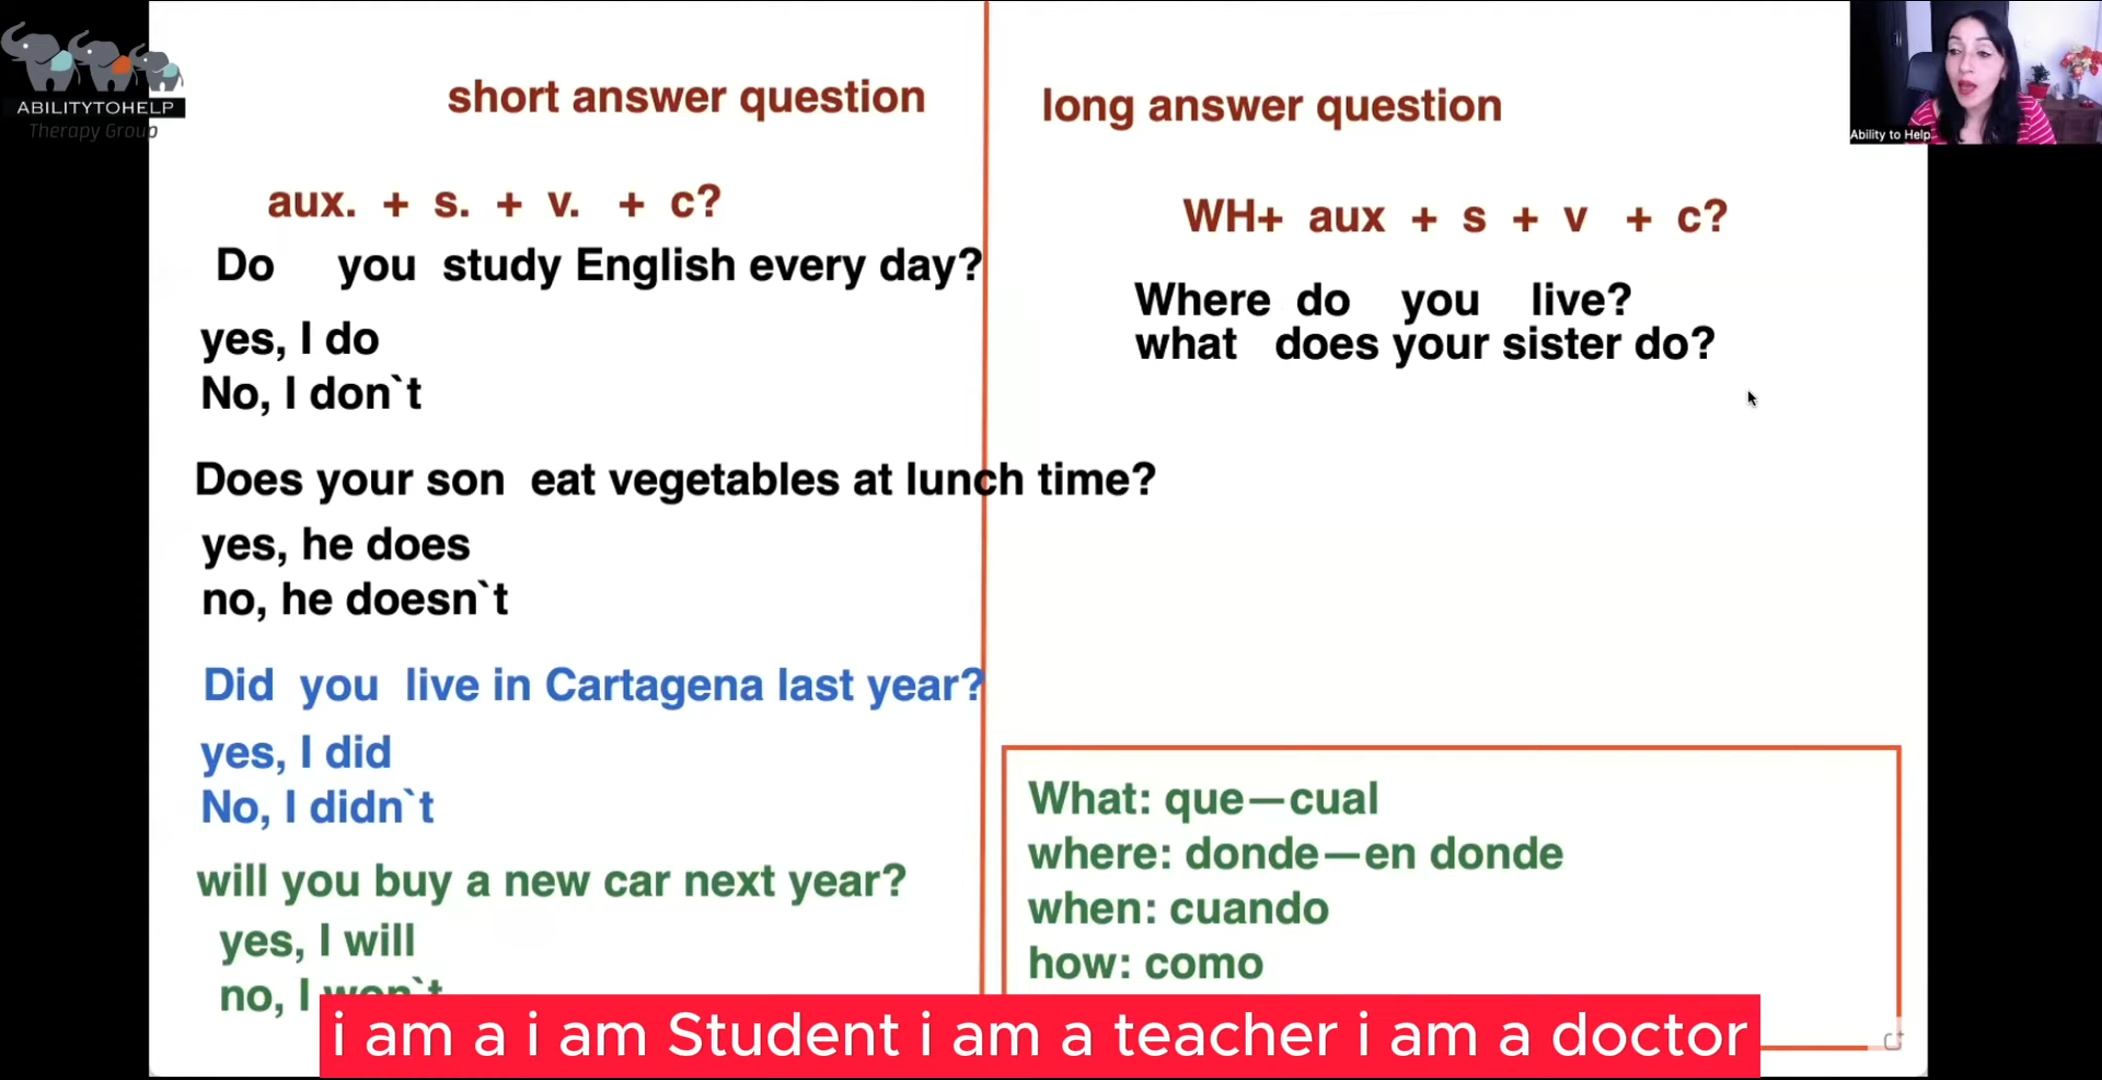 ABILITYTOHELP
Therapy Group
short answer question
aux. + s. + v. + c?
Do you study English every day?
yes, I do
No, I don`t
Does your son eat vegetables at lunch time?
yes, he does
no, he doesn`t
Did you live in Cartagena last year?
yes, I did
No, I didn`t
will you buy a new car next year?
yes, I will
no, I won`t
long answer question
WH+ aux + s + v + c?
Where do you live?
what does your sister do?
What: que—cual
where: donde—en donde
when: cuando
how: como
Ability to Help
i am a i am Student i am a teacher i am a doctor